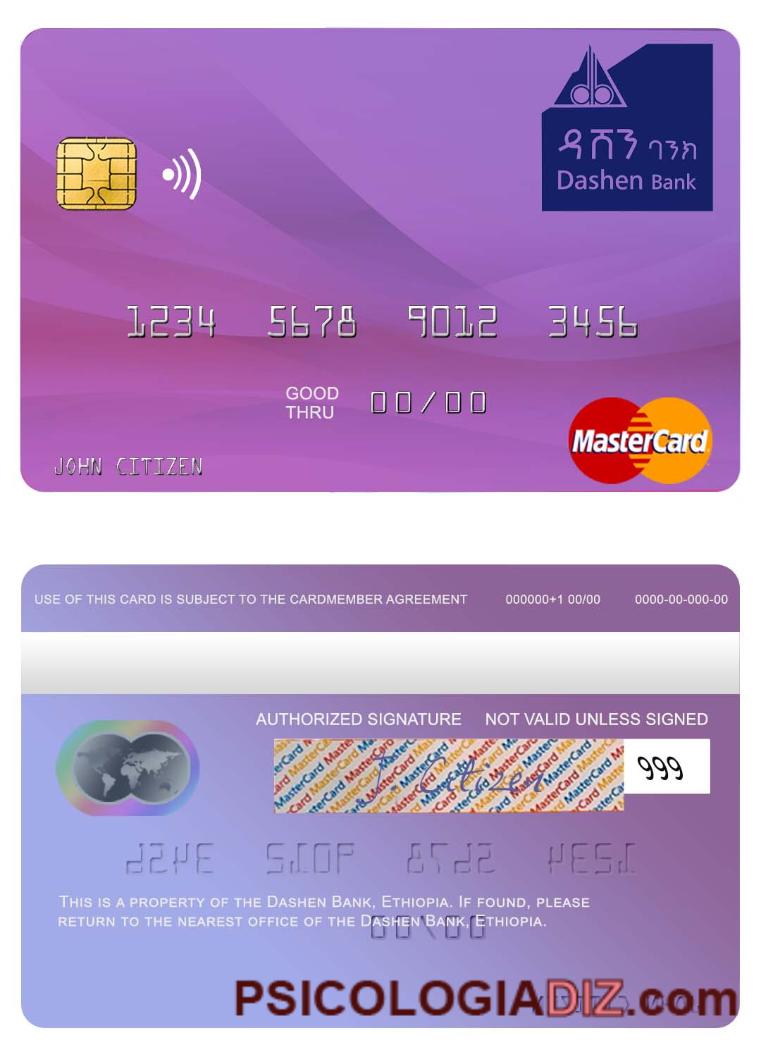 ዳሸን ባንክ
Dashen Bank
1234 5678 9012 3456
GOOD
THRU
00/00
MasterCard
JOHN CITIZEN
USE OF THIS CARD IS SUBJECT TO THE CARDMEMBER AGREEMENT 000000+1 00/00 0000-00-000-00
AUTHORIZED SIGNATURE NOT VALID UNLESS SIGNED
J. Citizen
999
THIS IS A PROPERTY OF THE DASHEN BANK, ETHIOPIA. IF FOUND, PLEASE
RETURN TO THE NEAREST OFFICE OF THE DASHEN BANK, ETHIOPIA.
PSICOLOGIADIZ.com